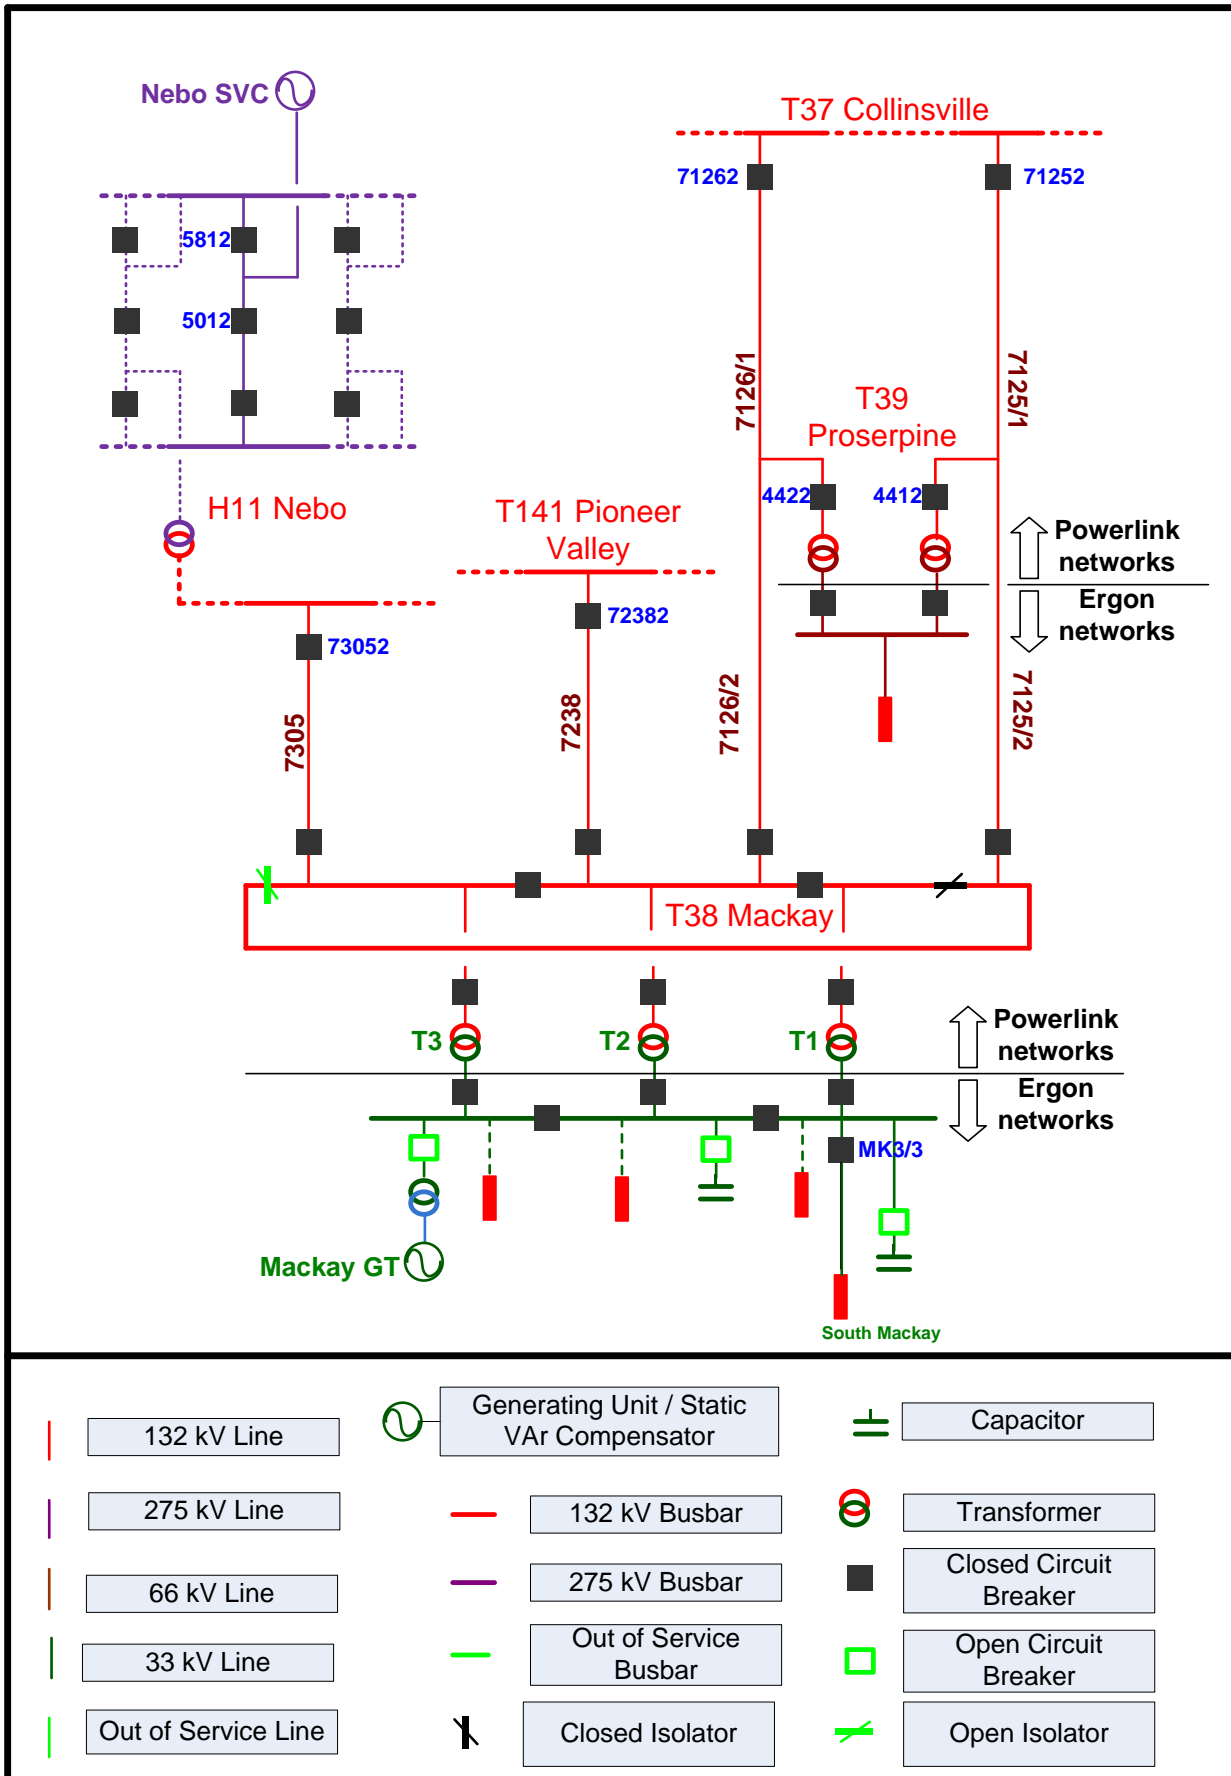 Nebo SVC
T37 Collinsville
71262
71252
5812
5012
7126/1
7125/1
T39
Proserpine
4422
4412
H11 Nebo
T141 Pioneer
Valley
Powerlink
networks
Ergon
networks
73052
72382
7305
7238
7126/2
7125/2
T38 Mackay
T3
T2
T1
Powerlink
networks
Ergon
networks
MK3/3
Mackay GT
South Mackay
132 kV Line
Generating Unit / Static
VAr Compensator
Capacitor
275 kV Line
132 kV Busbar
Transformer
66 kV Line
275 kV Busbar
Closed Circuit
Breaker
33 kV Line
Out of Service
Busbar
Open Circuit
Breaker
Out of Service Line
Closed Isolator
Open Isolator